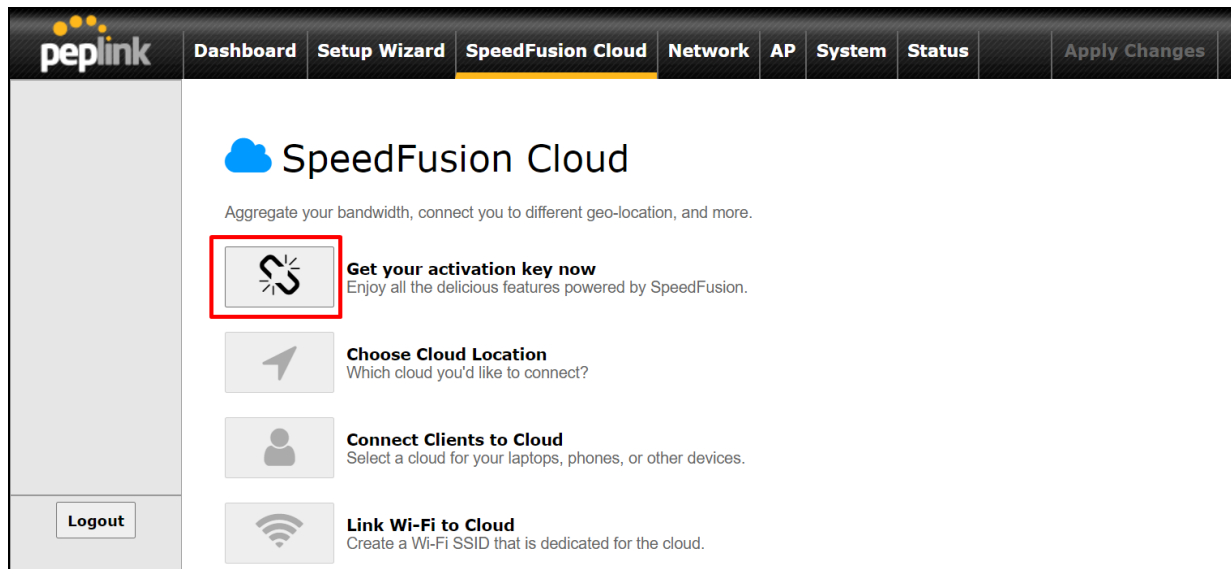 peplink
Dashboard Setup Wizard SpeedFusion Cloud Network AP System Status Apply Changes
SpeedFusion Cloud
Aggregate your bandwidth, connect you to different geo-location, and more.
Get your activation key now
Enjoy all the delicious features powered by SpeedFusion.
Choose Cloud Location
Which cloud you'd like to connect?
Connect Clients to Cloud
Select a cloud for your laptops, phones, or other devices.
Logout
Link Wi-Fi to Cloud
Create a Wi-Fi SSID that is dedicated for the cloud.